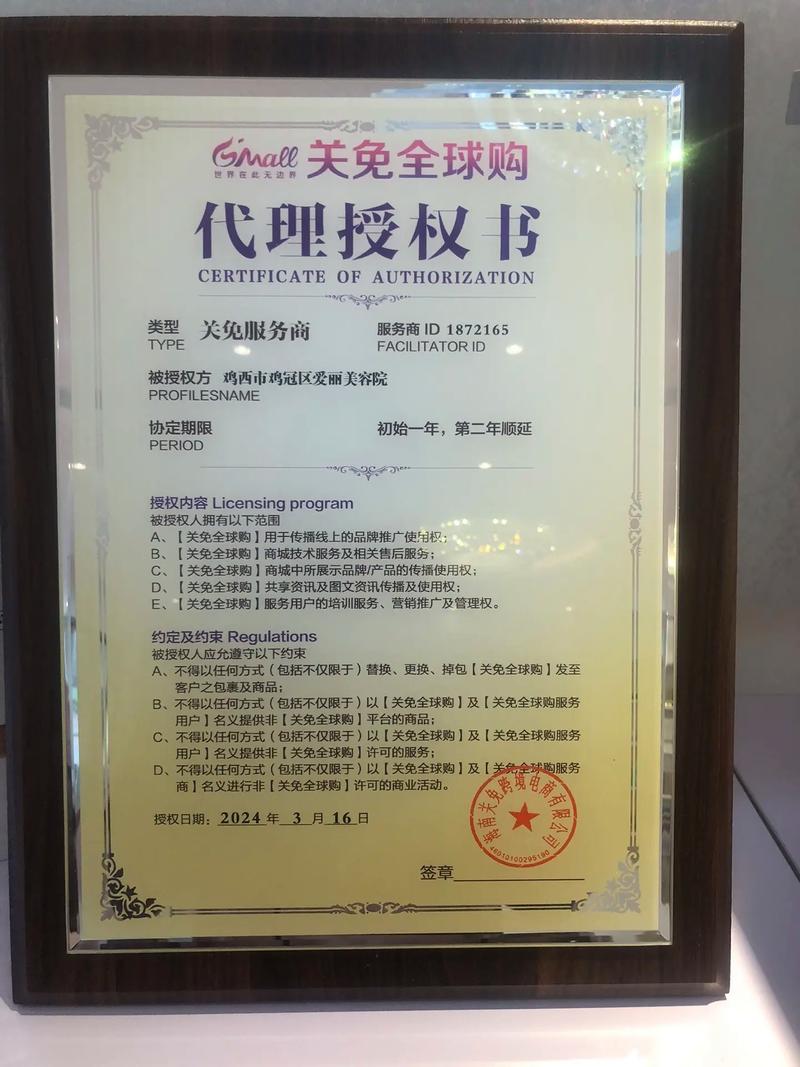 Gmall 关免全球购
世界在此无边界
代理授权书
CERTIFICATE OF AUTHORIZATION
类型 关免服务商 服务商 ID 1872165
TYPE FACILITATOR ID
被授权方 鸡西市鸡冠区爱丽美容院
PROFILESNAME
协定期限 初始一年，第二年顺延
PERIOD
授权内容 Licensing program
被授权人拥有以下范围
A、【关免全球购】用于传播线上的品牌推广使用权；
B、【关免全球购】商城技术服务及相关售后服务；
C、【关免全球购】商城中所展示品牌/产品的传播使用权；
D、【关免全球购】共享资讯及图文资讯传播及使用权；
E、【关免全球购】服务用户的培训服务、营销推广及管理权。
约定及约束 Regulations
被授权人应允遵守以下约束
A、不得以任何方式（包括不仅限于）替换、更换、掉包【关免全球购】发至
客户之包裹及商品；
B、不得以任何方式（包括不仅限于）以【关免全球购】及【关免全球购服务
用户】名义提供非【关免全球购】平台的商品；
C、不得以任何方式（包括不仅限于）以【关免全球购】及【关免全球购服务
用户】名义提供非【关免全球购】许可的服务；
D、不得以任何方式（包括不仅限于）以【关免全球购】及【关免全球购服务
商】名义进行非【关免全球购】许可的商业活动。
授权日期：2024 年 3 月 16 日
海南关免跨境电商有限公司
46010100295190
签章